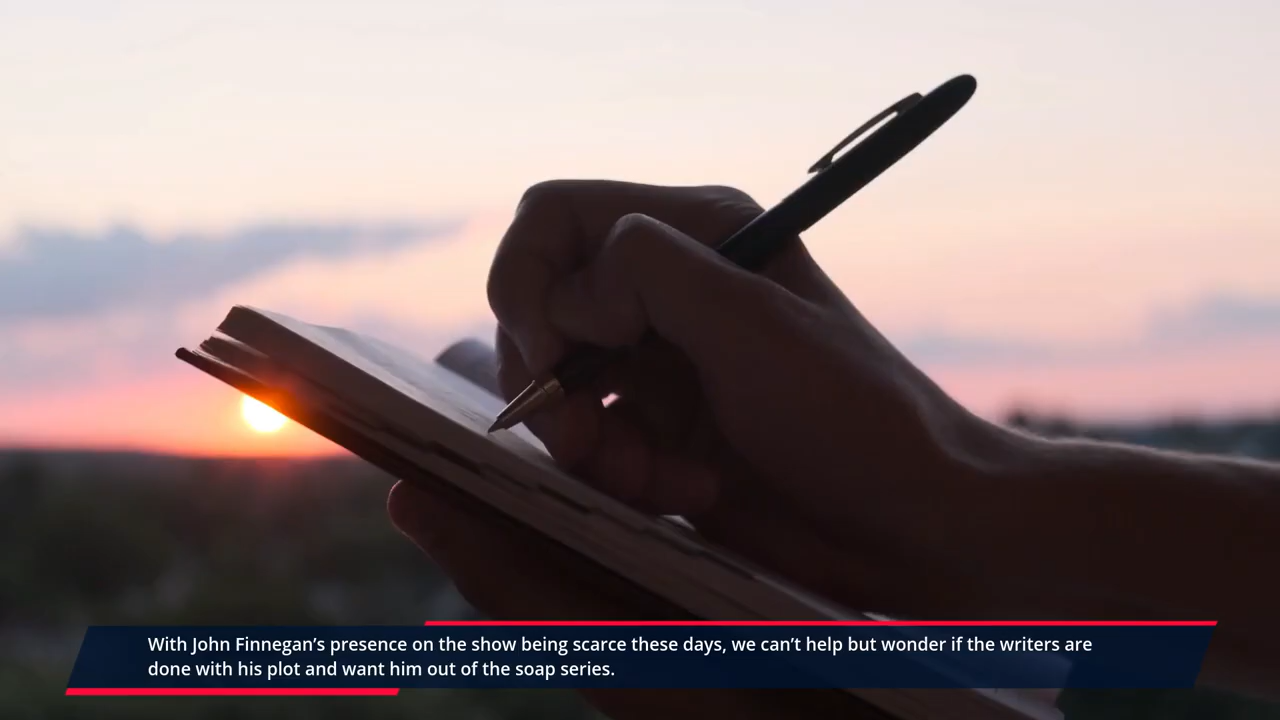 With John Finnegan’s presence on the show being scarce these days, we can’t help but wonder if the writers are
done with his plot and want him out of the soap series.